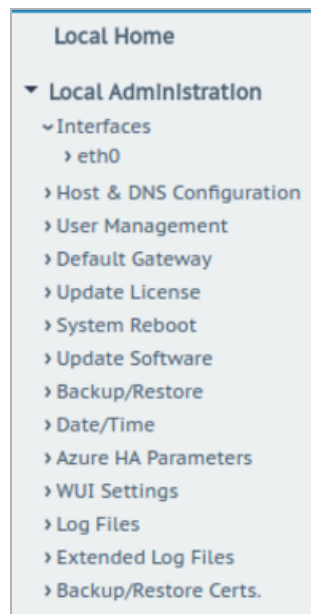 Local Home
Local Administration
Interfaces
eth0
Host & DNS Configuration
User Management
Default Gateway
Update License
System Reboot
Update Software
Backup/Restore
Date/Time
Azure HA Parameters
WUI Settings
Log Files
Extended Log Files
Backup/Restore Certs.